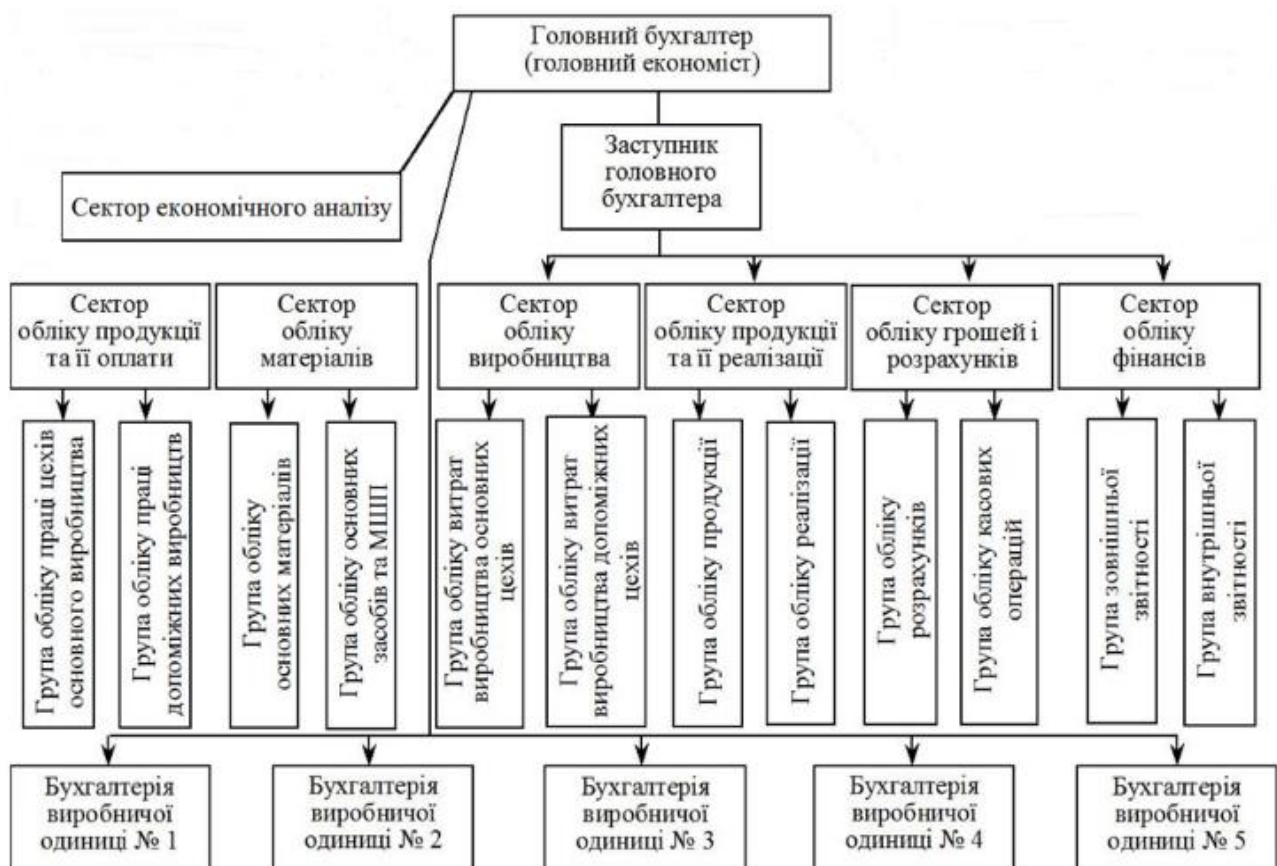 Головний бухгалтер
(головний економіст)
Заступник
головного
бухгалтера
Сектор економічного аналізу
Сектор
обліку продукції
та її оплати
Сектор
обліку
матеріалів
Сектор
обліку
виробництва
Сектор
обліку продукції
та її реалізації
Сектор
обліку грошей і
розрахунків
Сектор
обліку
фінансів
Група обліку праці цехів
основного виробництва
Група обліку праці
допоміжних виробництв
Група обліку
основних матеріалів
Група обліку основних
засобів та МШП
Група обліку витрат
виробництва основних
цехів
Група обліку витрат
виробництва допоміжних
цехів
Група обліку продукції
Група обліку реалізації
Група обліку
розрахунків
Група обліку касових
операцій
Група зовнішньої
звітності
Група внутрішньої
звітності
Бухгалтерія
виробничої
одиниці № 1
Бухгалтерія
виробничої
одиниці № 2
Бухгалтерія
виробничої
одиниці № 3
Бухгалтерія
виробничої
одиниці № 4
Бухгалтерія
виробничої
одиниці № 5